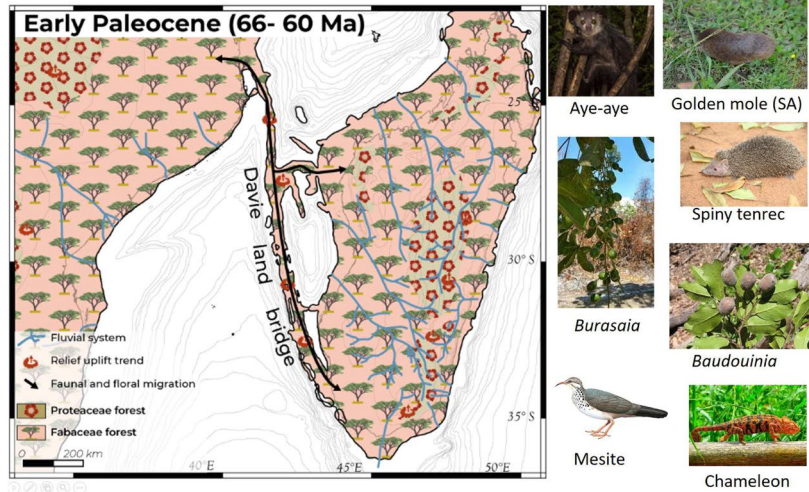 Early Paleocene (66- 60 Ma)
25°
30° S
35° S
40°E
45°E
50°E
Davie land bridge
Fluvial system
Relief uplift trend
Faunal and floral migration
Proteaceae forest
Fabaceae forest
0 200 km
Aye-aye
Golden mole (SA)
Spiny tenrec
Burasaia
Baudouinia
Mesite
Chameleon